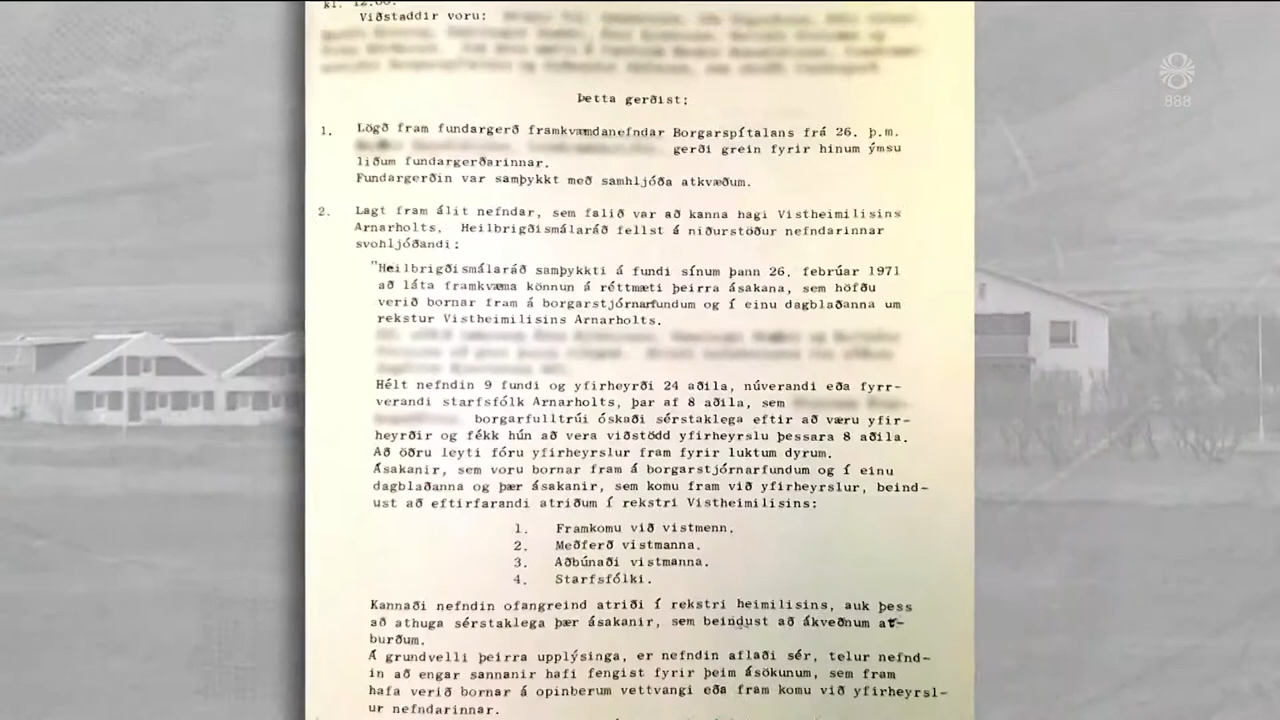 kl. 12.00.
Viðstaddir voru:
888
Þetta gerðist:
1. Lögð fram fundargerð framkvæmdanefndar Borgarspítalans frá 26. þ.m.
gerði grein fyrir hinum ýmsu
liðum fundargerðarinnar.
Fundargerðin var samþykkt með samhljóða atkvæðum.
2. Lagt fram álit nefndar, sem falið var að kanna hagi Vistheimilisins
Arnarholts. Heilbrigðismálaráð fellst á niðurstöður nefndarinnar
svohljóðandi:
"Heilbrigðismálaráð samþykkti á fundi sínum þann 26. febrúar 1971
að láta framkvæma könnun á réttmæti þeirra ásakana, sem höfðu
verið bornar fram á borgarstjórnarfundum og í einu dagblaðanna um
rekstur Vistheimilisins Arnarholts.
Hélt nefndin 9 fundi og yfirheyrði 24 aðila, núverandi eða fyrr-
verandi starfsfólk Arnarholts, þar af 8 aðila, sem
borgarfulltrúi óskaði sérstaklega eftir að væru yfir-
heyrðir og fékk hún að vera viðstödd yfirheyrslu þessara 8 aðila.
Að öðru leyti fóru yfirheyrslur fram fyrir luktum dyrum.
Ásakanir, sem voru bornar fram á borgarstjórnarfundum og í einu
dagblaðanna og þær ásakanir, sem komu fram við yfirheyrslur, beind-
ust að eftirfarandi atriðum í rekstri Vistheimilisins:
1. Framkomu við vistmenn.
2. Meðferð vistmanna.
3. Aðbúnaði vistmanna.
4. Starfsfólki.
Kannaði nefndin ofangreind atriði í rekstri heimilisins, auk þess
að athuga sérstaklega þær ásakanir, sem beindust að ákveðnum at-
burðum.
Á grundvelli þeirra upplýsinga, er nefndin aflaði sér, telur nefnd-
in að engar sannanir hafi fengist fyrir þeim ásökunum, sem fram
hafa verið bornar á opinberum vettvangi eða fram komu við yfirheyrsl-
ur nefndarinnar.